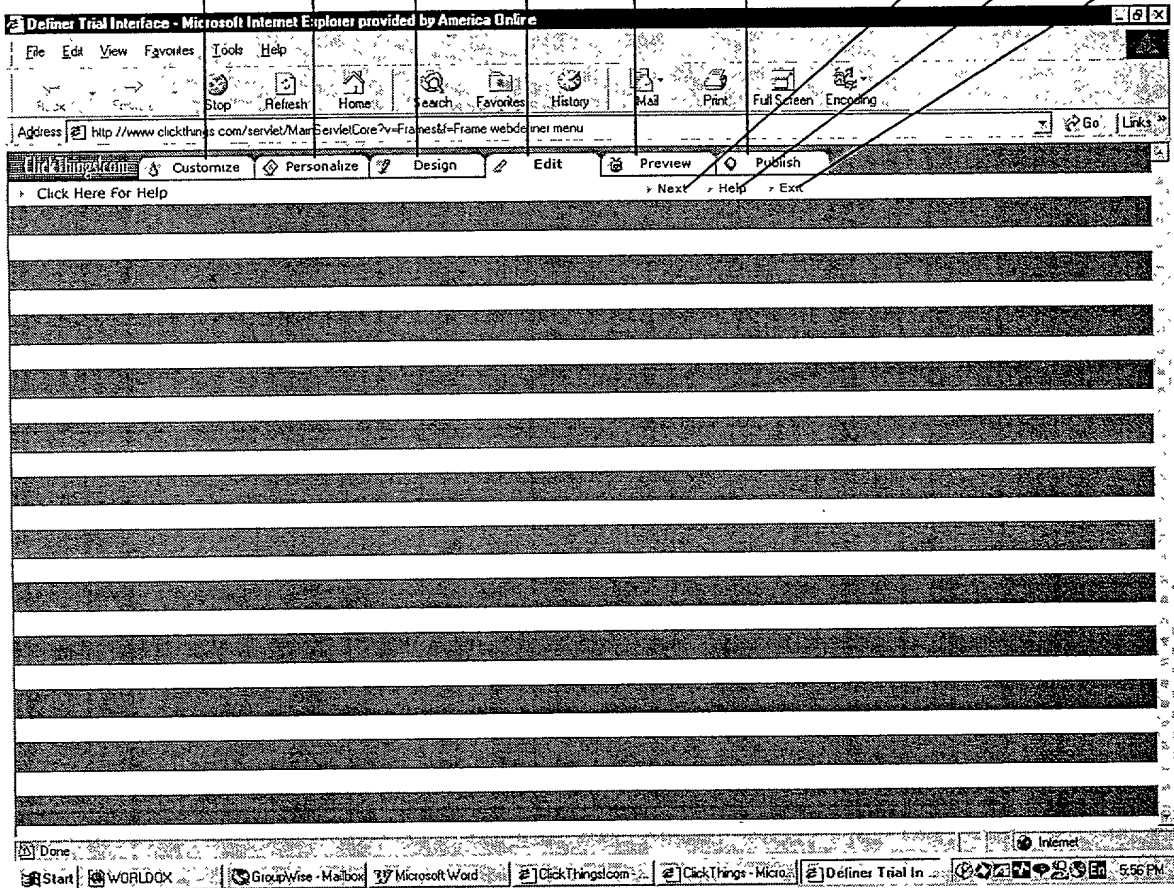 Definer Trial Interface - Microsoft Internet Explorer provided by America Online
File Edit View Favorites Tools Help
Stop Refresh Home Search Favorites History Mail Print Full Screen Encoding
Address http //www clickthings com/servlet/MainServletCore?v=Frames&f=Frame webdefiner menu Go Links »
ClickThings.com Customize Personalize Design Edit Preview Publish
Click Here For Help Next Help Exit
Done Internet
Start WORLDOX GroupWise - Mailbox Microsoft Word ClickThings!com - ClickThings - Micro... Definer Trial In ... 5:56 PM